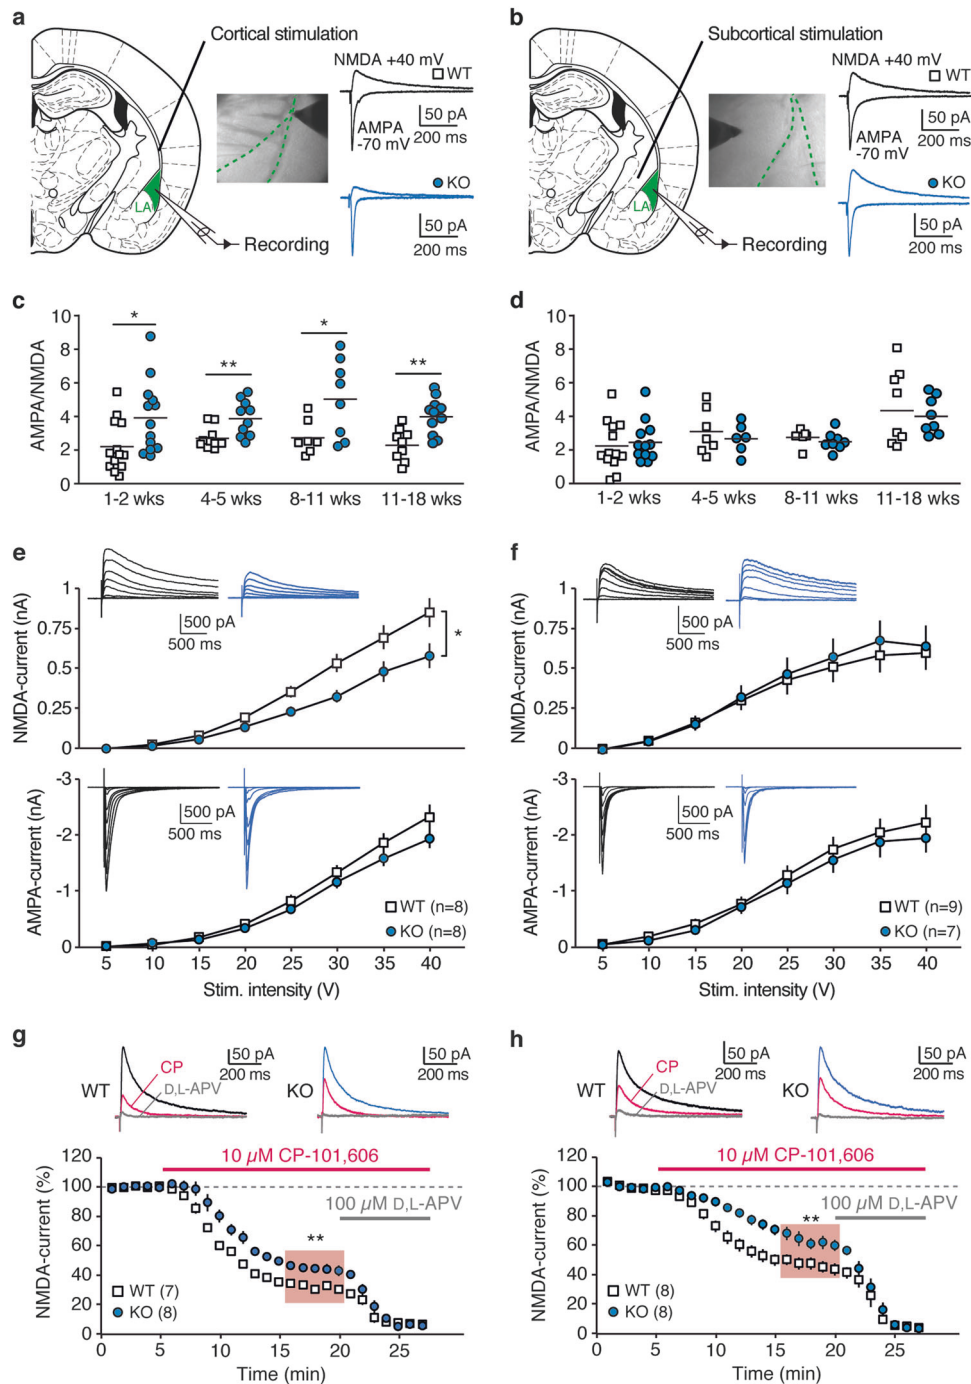 a
Cortical stimulation
NMDA +40 mV
WT
50 pA
200 ms
AMPA
-70 mV
KO
50 pA
200 ms
LA
Recording
b
Subcortical stimulation
NMDA +40 mV
WT
50 pA
200 ms
AMPA
-70 mV
KO
50 pA
200 ms
LA
Recording
c
AMPA/NMDA
10
8
6
4
2
0
*
**
*
**
1-2 wks
4-5 wks
8-11 wks
11-18 wks
d
AMPA/NMDA
10
8
6
4
2
0
1-2 wks
4-5 wks
8-11 wks
11-18 wks
e
NMDA-current (nA)
1
0.75
0.5
0.25
0
500 pA
500 ms
*
AMPA-current (nA)
-3
-2
-1
0
500 pA
500 ms
WT (n=8)
KO (n=8)
5 10 15 20 25 30 35 40
Stim. intensity (V)
f
NMDA-current (nA)
1
0.75
0.5
0.25
0
500 pA
500 ms
AMPA-current (nA)
-3
-2
-1
0
500 pA
500 ms
WT (n=9)
KO (n=7)
5 10 15 20 25 30 35 40
Stim. intensity (V)
g
WT
CP
D,L-APV
50 pA
200 ms
KO
50 pA
200 ms
NMDA-current (%)
120
100
80
60
40
20
0
10 µM CP-101,606
100 µM D,L-APV
**
WT (7)
KO (8)
0 5 10 15 20 25
Time (min)
h
WT
CP
D,L-APV
50 pA
200 ms
KO
50 pA
200 ms
NMDA-current (%)
120
100
80
60
40
20
0
10 µM CP-101,606
100 µM D,L-APV
**
WT (8)
KO (8)
0 5 10 15 20 25
Time (min)